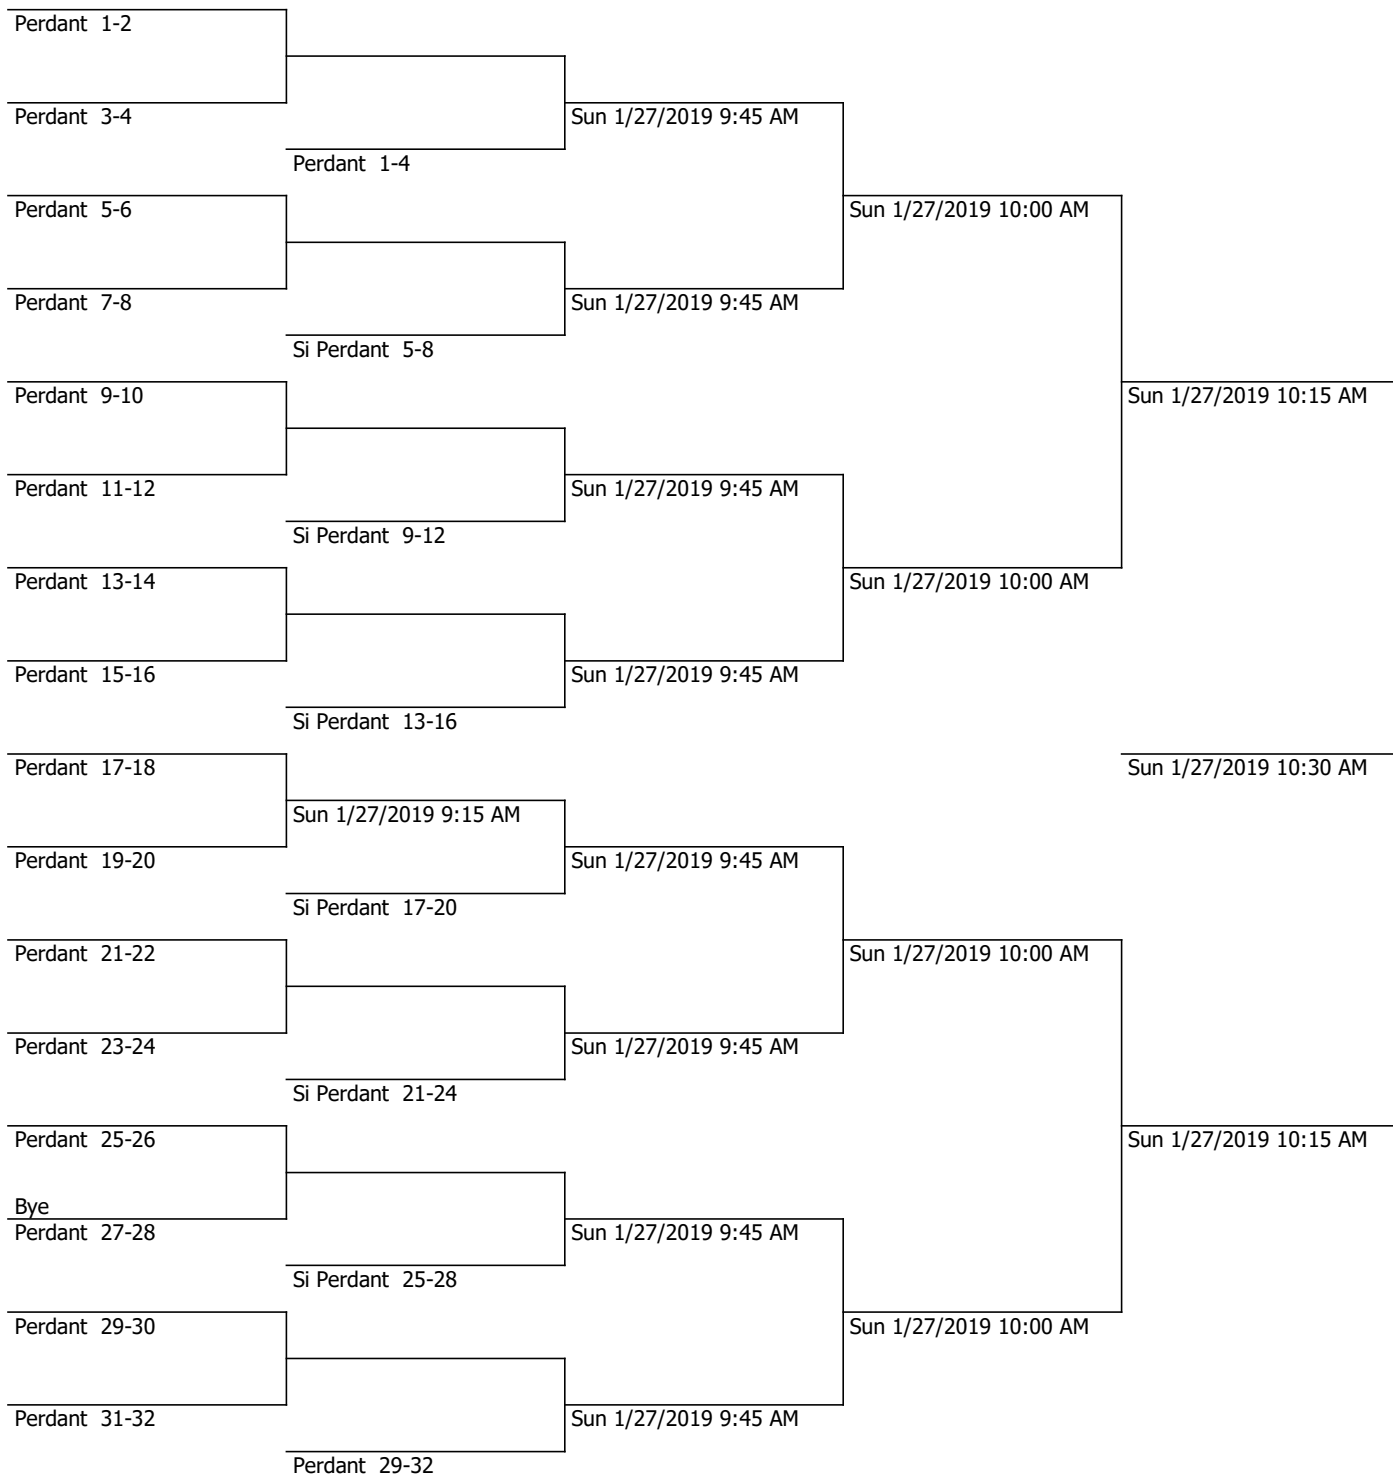 Perdant 1-2
Perdant 3-4
Sun 1/27/2019 9:45 AM
Perdant 1-4
Perdant 5-6
Sun 1/27/2019 10:00 AM
Perdant 7-8
Sun 1/27/2019 9:45 AM
Si Perdant 5-8
Perdant 9-10
Sun 1/27/2019 10:15 AM
Perdant 11-12
Sun 1/27/2019 9:45 AM
Si Perdant 9-12
Perdant 13-14
Sun 1/27/2019 10:00 AM
Perdant 15-16
Sun 1/27/2019 9:45 AM
Si Perdant 13-16
Perdant 17-18
Sun 1/27/2019 10:30 AM
Sun 1/27/2019 9:15 AM
Perdant 19-20
Sun 1/27/2019 9:45 AM
Si Perdant 17-20
Perdant 21-22
Sun 1/27/2019 10:00 AM
Perdant 23-24
Sun 1/27/2019 9:45 AM
Si Perdant 21-24
Perdant 25-26
Sun 1/27/2019 10:15 AM
Bye
Perdant 27-28
Sun 1/27/2019 9:45 AM
Si Perdant 25-28
Perdant 29-30
Sun 1/27/2019 10:00 AM
Perdant 31-32
Sun 1/27/2019 9:45 AM
Perdant 29-32